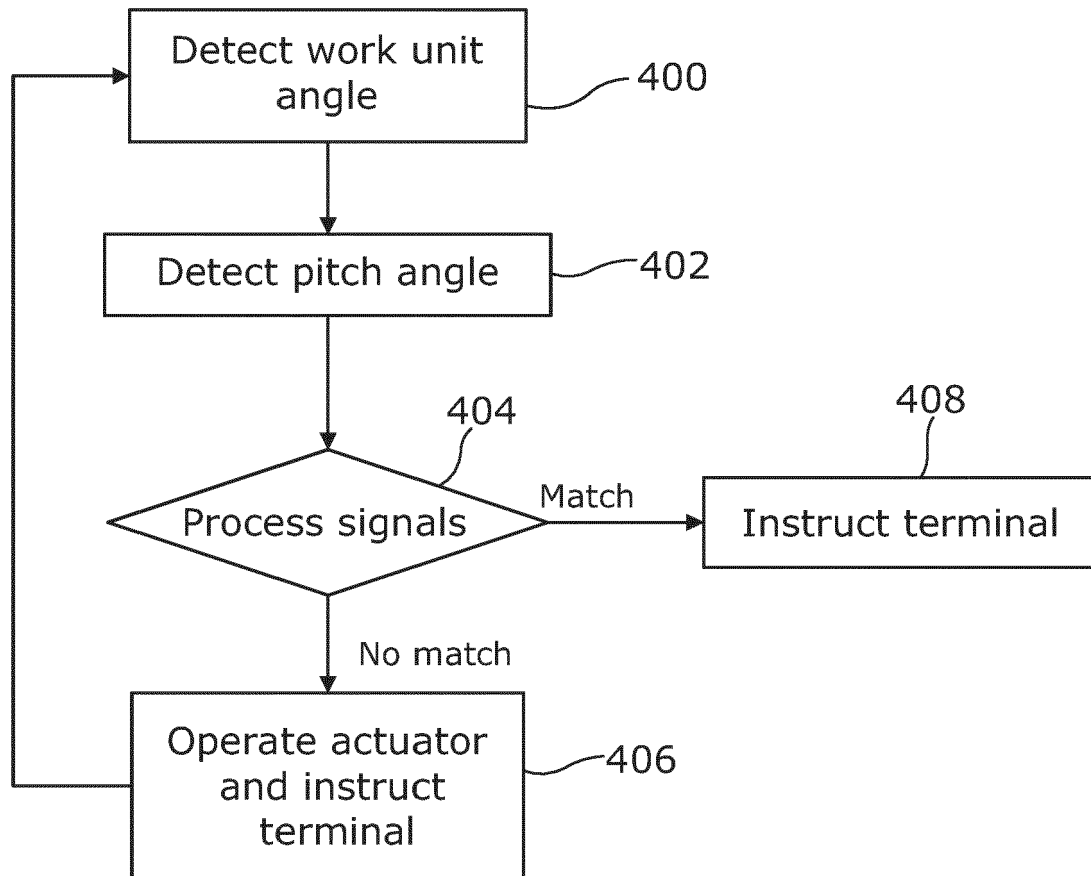 Detect work unit
angle
400
Detect pitch angle
402
404
408
Process signals
Match
Instruct terminal
No match
Operate actuator
and instruct
terminal
406